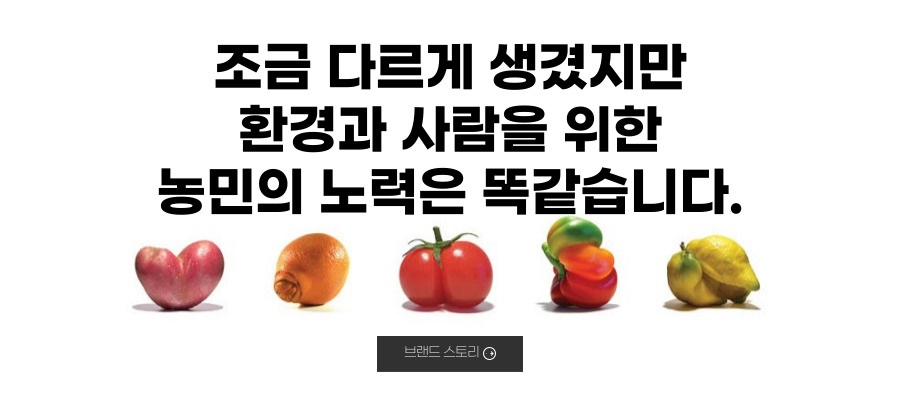 조금 다르게 생겼지만
환경과 사람을 위한
농민의 노력은 똑같습니다.
브랜드 스토리